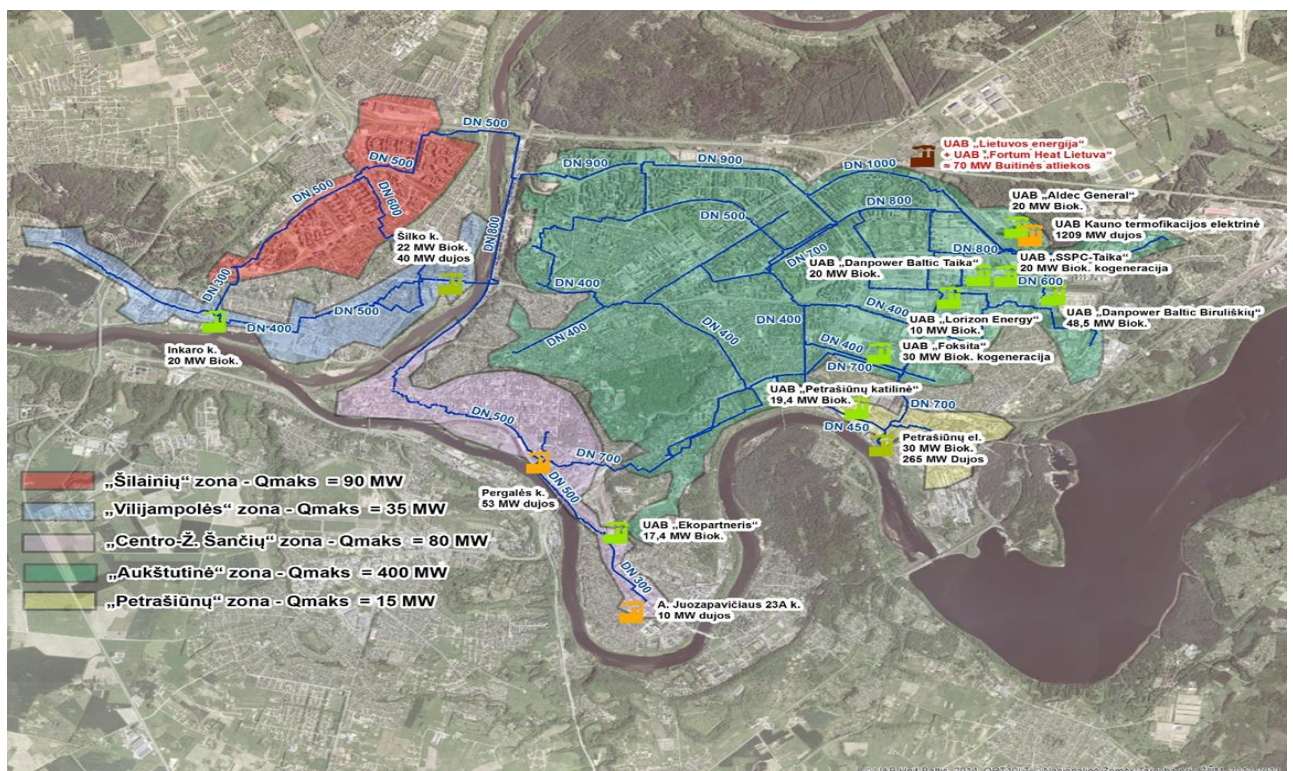 DN 500
DN 500
DN 500
DN 600
DN 300
DN 800
DN 900
DN 900
DN 1000
UAB „Lietuvos energija“
+ UAB „Fortum Heat Lietuva“
≈ 70 MW Buitinės atliekos
UAB „Aldec General“
20 MW Biok.
UAB Kauno termofikacijos elektrinė
1209 MW dujos
DN 800
DN 500
DN 800
DN 700
UAB „Danpower Baltic Taika“
20 MW Biok.
UAB „SSPC-Taika“
20 MW Biok. kogeneracija
DN 600
Šilko k.
22 MW Biok.
40 MW dujos
DN 500
DN 400
Inkaro k.
20 MW Biok.
DN 400
DN 400
DN 400
DN 400
DN 400
UAB „Lorizon Energy“
10 MW Biok.
UAB „Danpower Baltic Biruliškių“
48,5 MW Biok.
DN 400
UAB „Foksita“
30 MW Biok. kogeneracija
DN 700
UAB „Petrašiūnų katilinė“
19,4 MW Biok.
DN 700
DN 450
Petrašiūnų el.
30 MW Biok.
265 MW Dujos
DN 500
DN 700
Pergalės k.
53 MW dujos
DN 500
UAB „Ekopartneris“
17,4 MW Biok.
DN 300
A. Juozapavičiaus 23A k.
10 MW dujos
„Šilainių“ zona - Qmaks = 90 MW
„Vilijampolės“ zona - Qmaks = 35 MW
„Centro-Ž. Šančių“ zona - Qmaks = 80 MW
„Aukštutinė“ zona - Qmaks = 400 MW
„Petrašiūnų“ zona - Qmaks = 15 MW